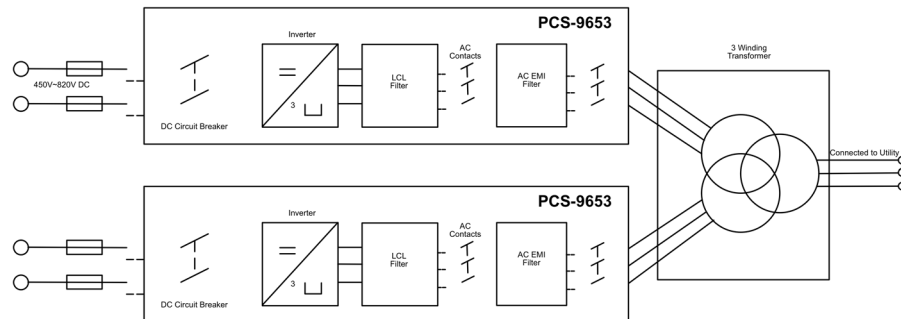 PCS-9653
Inverter
AC
Contacts
3 Winding
Transformer
LCL
Filter
AC EMI
Filter
450V~820V DC
3
DC Circuit Breaker
Connected to Utility
PCS-9653
Inverter
AC
Contacts
LCL
Filter
AC EMI
Filter
3
DC Circuit Breaker